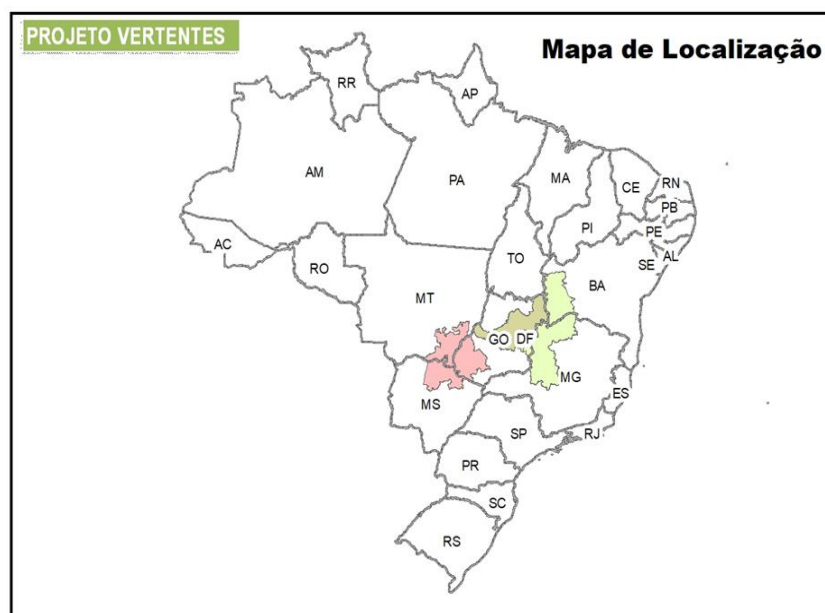 PROJETO VERTENTES
Mapa de Localização
RR
AP
AM
PA
MA
CE
RN
PB
PI
PE
AC
TO
SE
AL
RO
BA
MT
GO
DF
MG
MS
ES
SP
RJ
PR
SC
RS